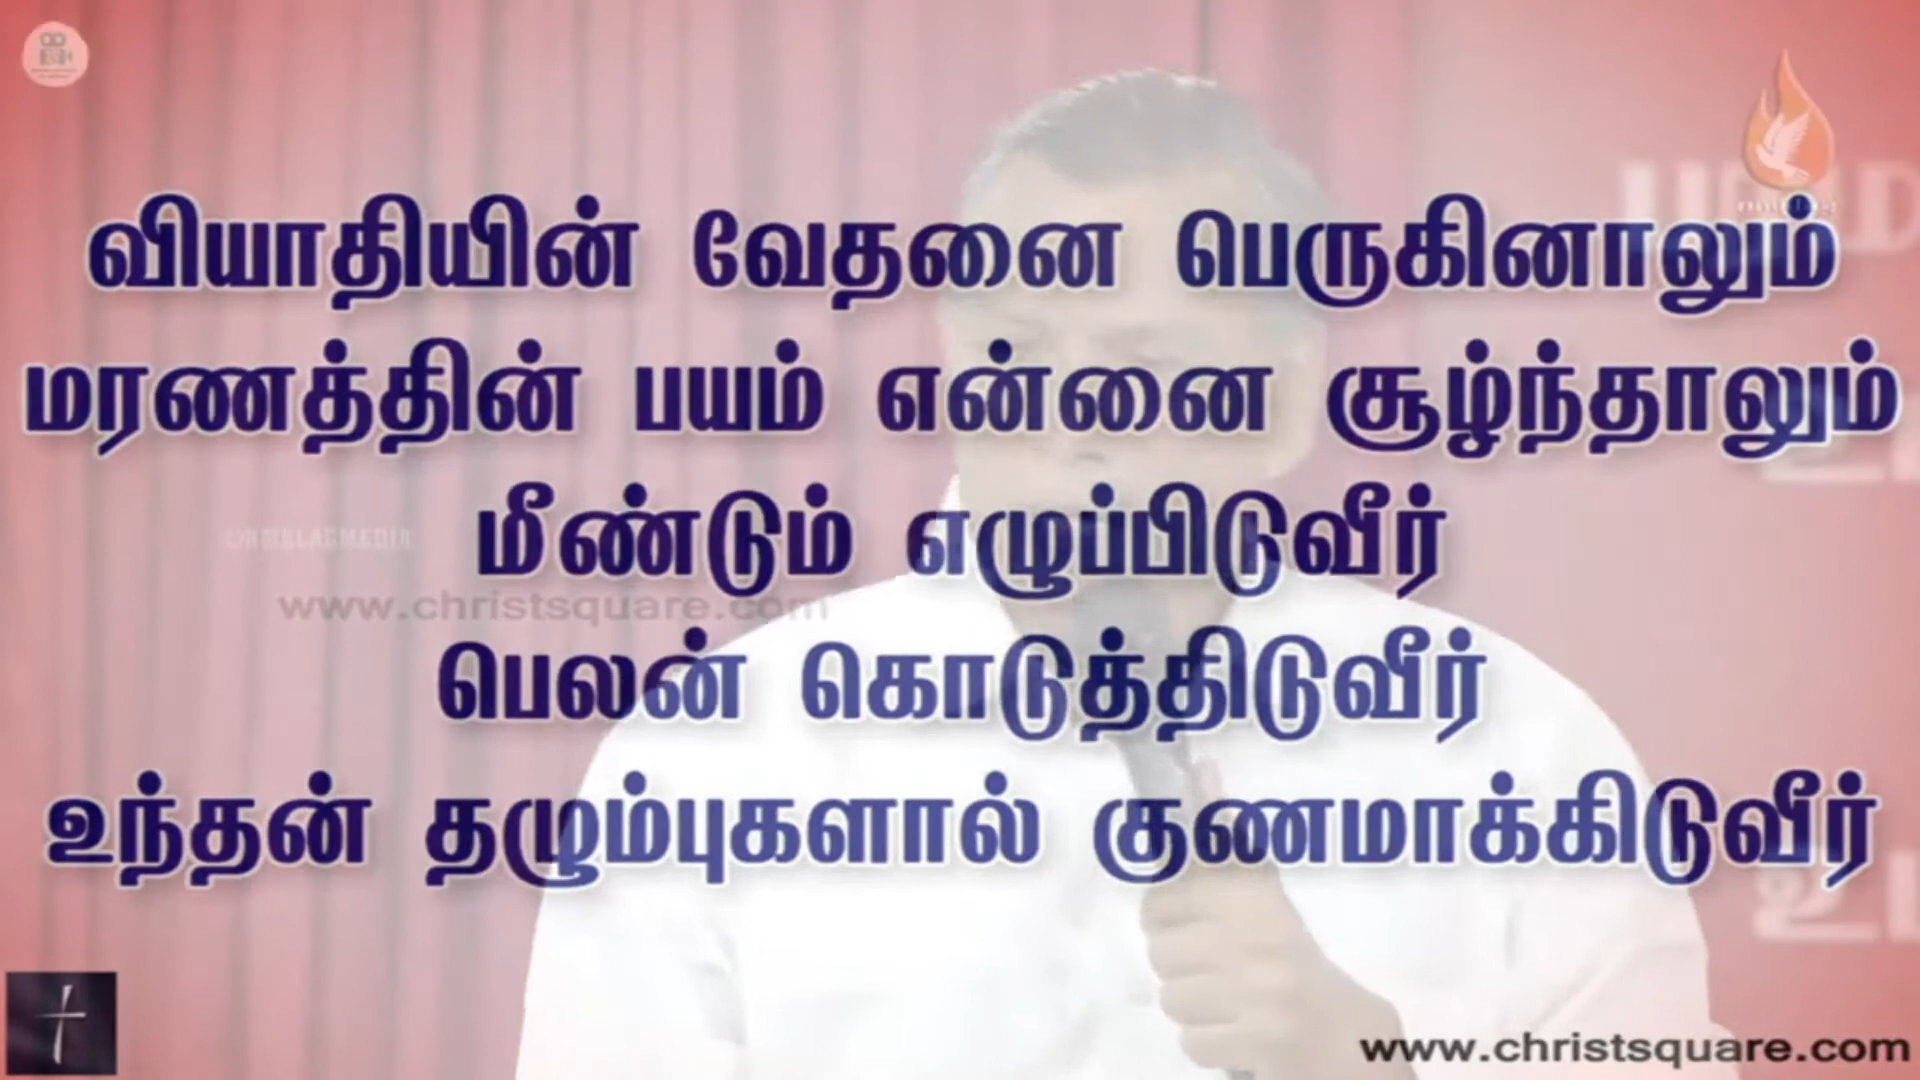 வியாதியின் வேதனை பெருகினாலும்
மரணத்தின் பயம் என்னை சூழ்ந்தாலும்
மீண்டும் எழுப்பிடுவீர்
www.christsquare.com
பெலன் கொடுத்திடுவீர்
உந்தன் தழும்புகளால் குணமாக்கிடுவீர்
www.christsquare.com